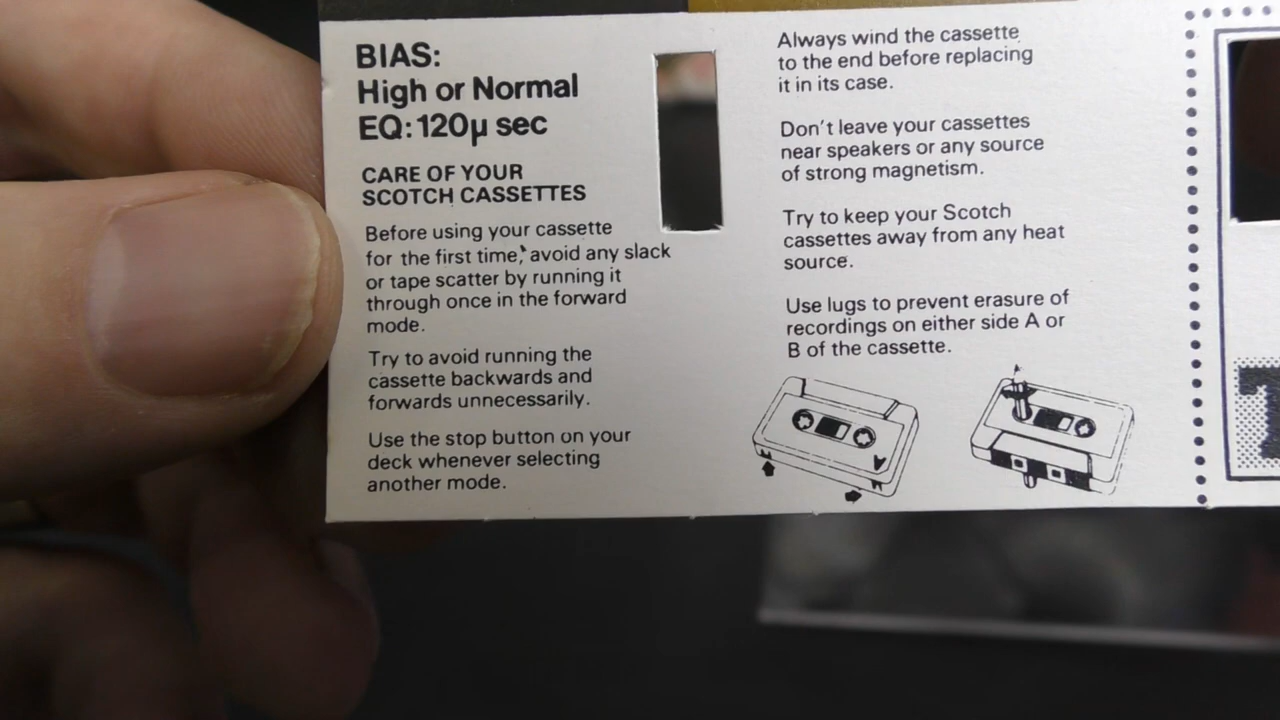 BIAS:
High or Normal
EQ: 120µ sec
CARE OF YOUR
SCOTCH CASSETTES
Before using your cassette
for the first time, avoid any slack
or tape scatter by running it
through once in the forward
mode.
Try to avoid running the
cassette backwards and
forwards unnecessarily.
Use the stop button on your
deck whenever selecting
another mode.
Always wind the cassette
to the end before replacing
it in its case.
Don't leave your cassettes
near speakers or any source
of strong magnetism.
Try to keep your Scotch
cassettes away from any heat
source.
Use lugs to prevent erasure of
recordings on either side A or
B of the cassette.
A